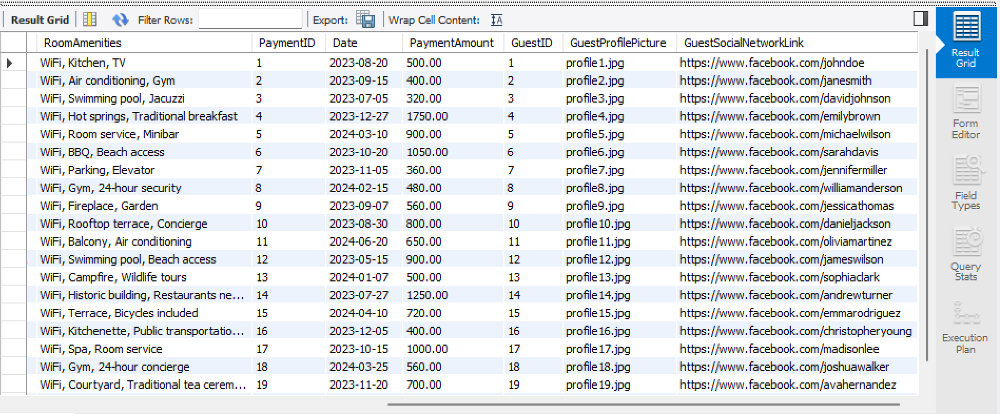 Result Grid Filter Rows: Export: Wrap Cell Content: IA
RoomAmenities PaymentID Date PaymentAmount GuestID GuestProfilePicture GuestSocialNetworkLink
WiFi, Kitchen, TV 1 2023-08-20 500.00 1 profile1.jpg https://www.facebook.com/johndoe
WiFi, Air conditioning, Gym 2 2023-09-15 400.00 2 profile2.jpg https://www.facebook.com/janesmith
WiFi, Swimming pool, Jacuzzi 3 2023-07-05 320.00 3 profile3.jpg https://www.facebook.com/davidjohnson
WiFi, Hot springs, Traditional breakfast 4 2023-12-27 1750.00 4 profile4.jpg https://www.facebook.com/emilybrown
WiFi, Room service, Minibar 5 2024-03-10 900.00 5 profile5.jpg https://www.facebook.com/michaelwilson
WiFi, BBQ, Beach access 6 2023-10-20 1050.00 6 profile6.jpg https://www.facebook.com/sarahdavis
WiFi, Parking, Elevator 7 2023-11-05 360.00 7 profile7.jpg https://www.facebook.com/jennifermiller
WiFi, Gym, 24-hour security 8 2024-02-15 480.00 8 profile8.jpg https://www.facebook.com/williamanderson
WiFi, Fireplace, Garden 9 2023-09-07 560.00 9 profile9.jpg https://www.facebook.com/jessicathomas
WiFi, Rooftop terrace, Concierge 10 2023-08-30 800.00 10 profile10.jpg https://www.facebook.com/danieljackson
WiFi, Balcony, Air conditioning 11 2024-06-20 650.00 11 profile11.jpg https://www.facebook.com/oliviamartinez
WiFi, Swimming pool, Beach access 12 2023-05-15 900.00 12 profile12.jpg https://www.facebook.com/jameswilson
WiFi, Campfire, Wildlife tours 13 2024-01-07 500.00 13 profile13.jpg https://www.facebook.com/sophiaclark
WiFi, Historic building, Restaurants ne... 14 2023-07-27 1250.00 14 profile14.jpg https://www.facebook.com/andrewturner
WiFi, Terrace, Bicycles included 15 2024-04-10 720.00 15 profile15.jpg https://www.facebook.com/emmarodriguez
WiFi, Kitchenette, Public transportatio... 16 2023-12-05 400.00 16 profile16.jpg https://www.facebook.com/christopheryoung
WiFi, Spa, Room service 17 2023-10-15 1000.00 17 profile17.jpg https://www.facebook.com/madisonlee
WiFi, Gym, 24-hour concierge 18 2024-03-25 560.00 18 profile18.jpg https://www.facebook.com/joshuawalker
WiFi, Courtyard, Traditional tea cerem... 19 2023-11-20 700.00 19 profile19.jpg https://www.facebook.com/avahernandez
Result
Grid
Form
Editor
Field
Types
Query
Stats
Execution
Plan